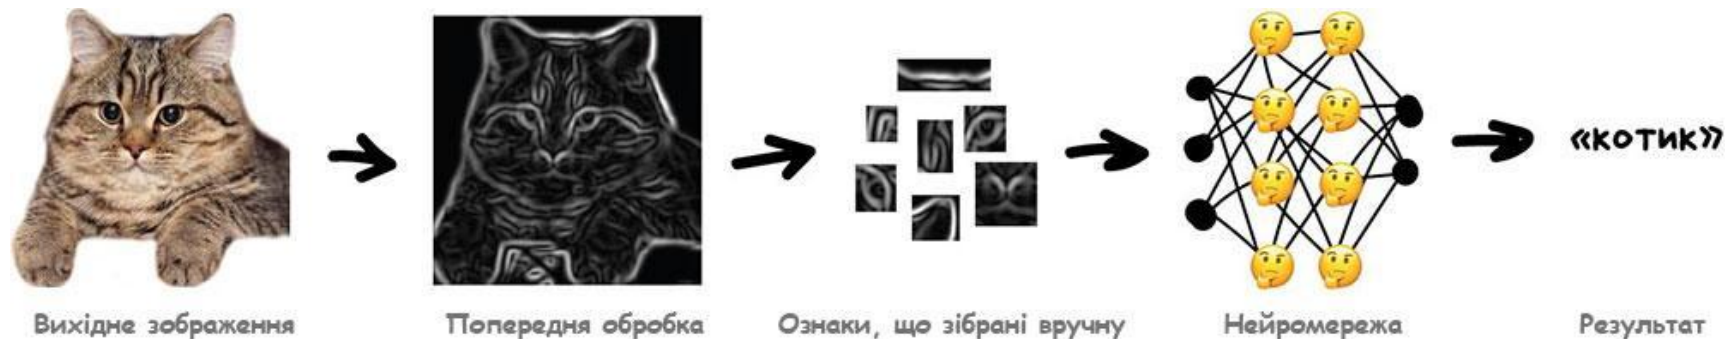 «КОТИК»
Вихідне зображення
Попередня обробка
Ознаки, що зібрані вручну
Нейромережа
Результат